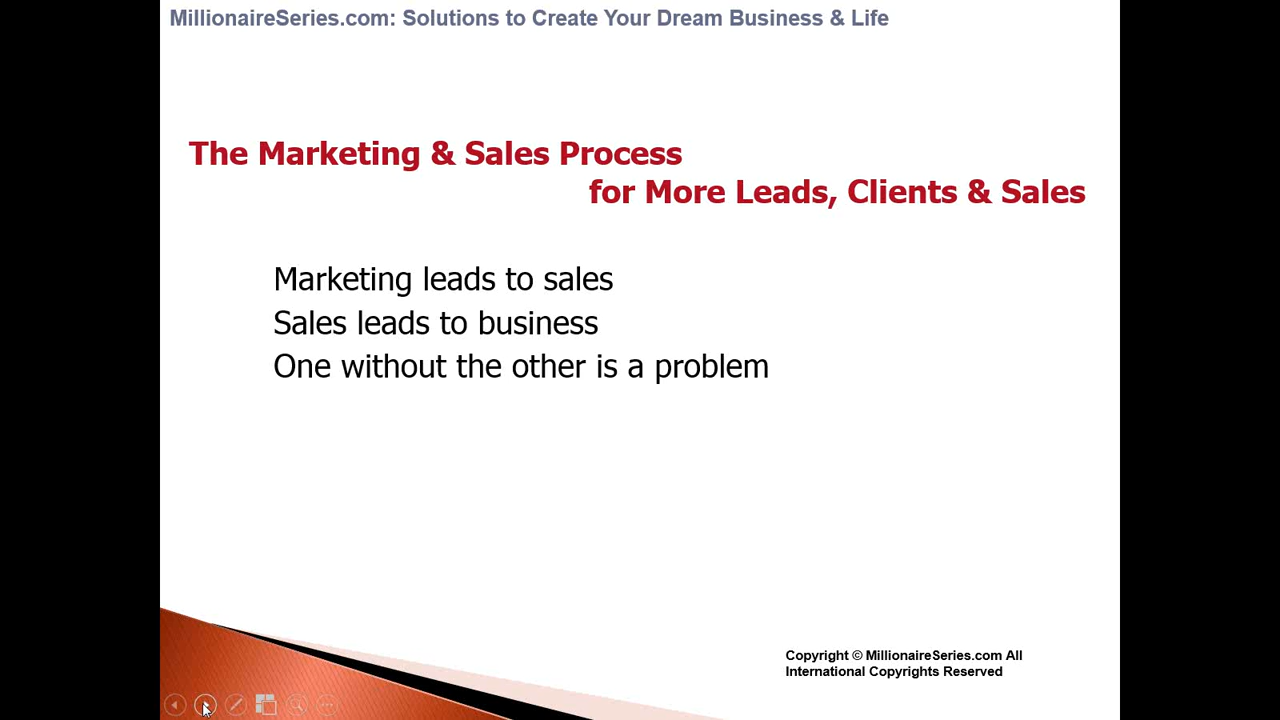 MillionaireSeries.com: Solutions to Create Your Dream Business & Life
The Marketing & Sales Process
for More Leads, Clients & Sales
Marketing leads to sales
Sales leads to business
One without the other is a problem
Copyright © MillionaireSeries.com All
International Copyrights Reserved